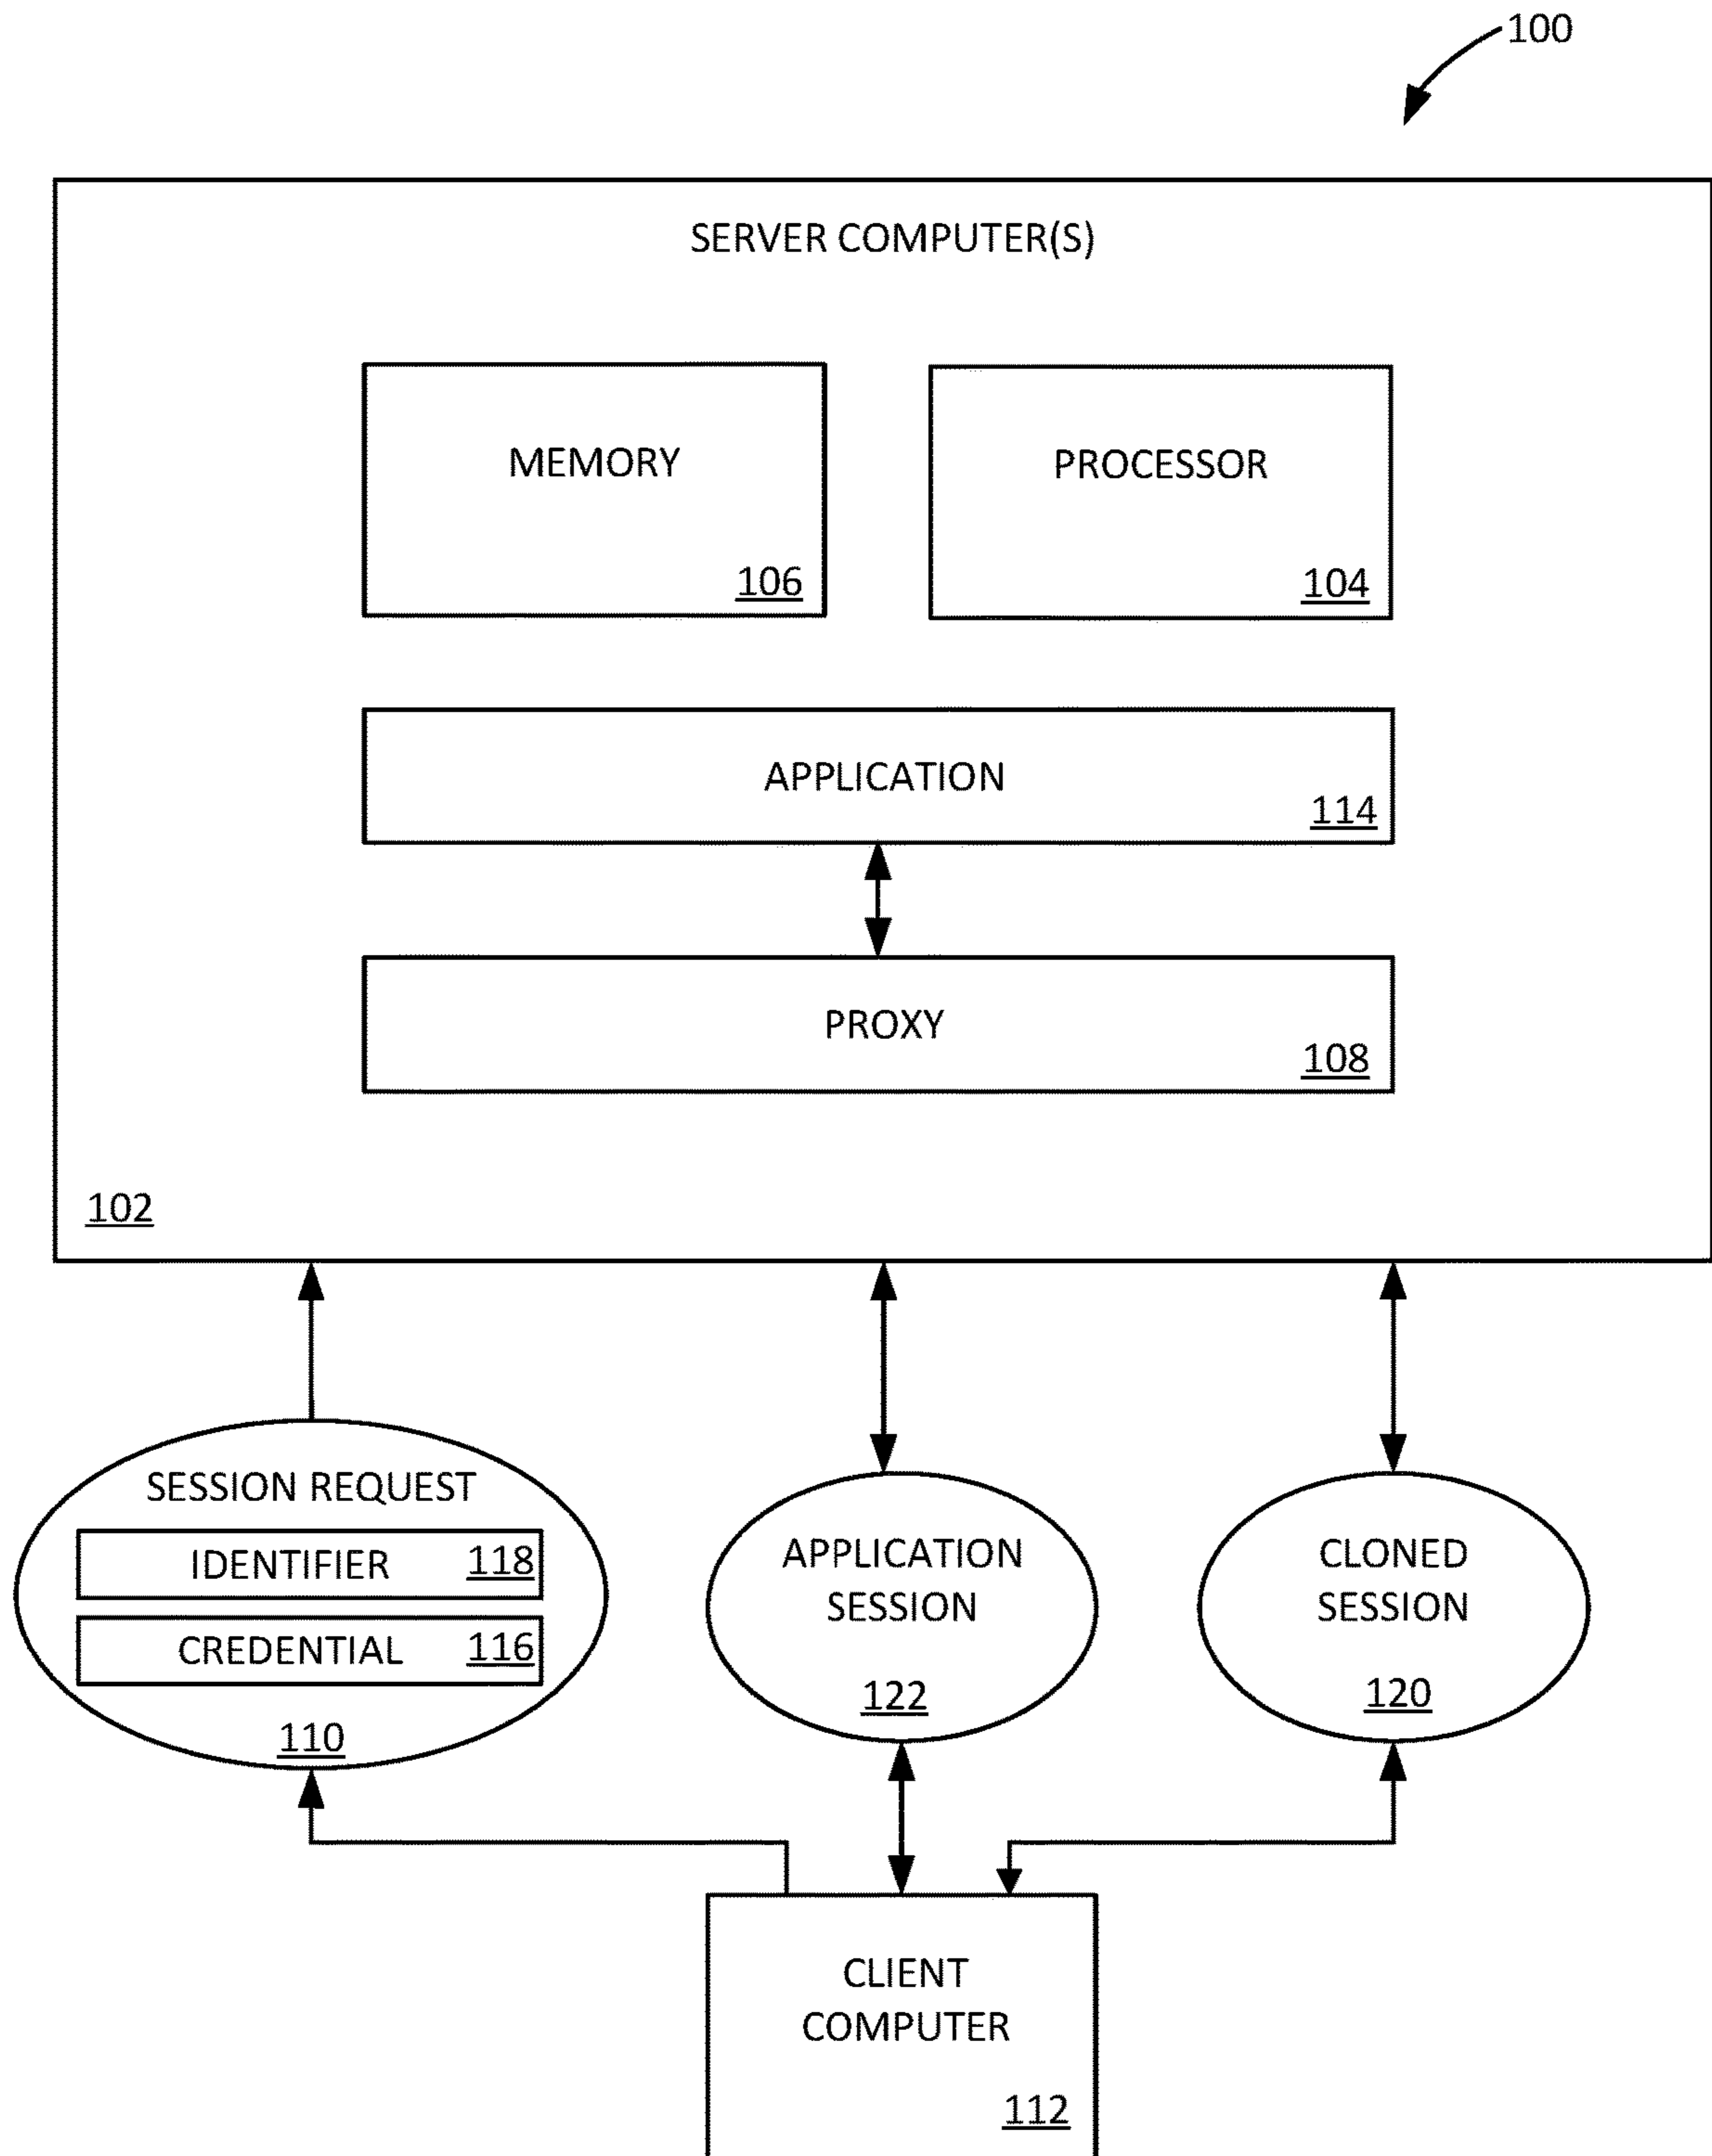 100
SERVER COMPUTER(S)
MEMORY
106
PROCESSOR
104
APPLICATION
114
PROXY
108
102
SESSION REQUEST
IDENTIFIER 118
CREDENTIAL 116
110
APPLICATION
SESSION
122
CLONED
SESSION
120
CLIENT
COMPUTER
112